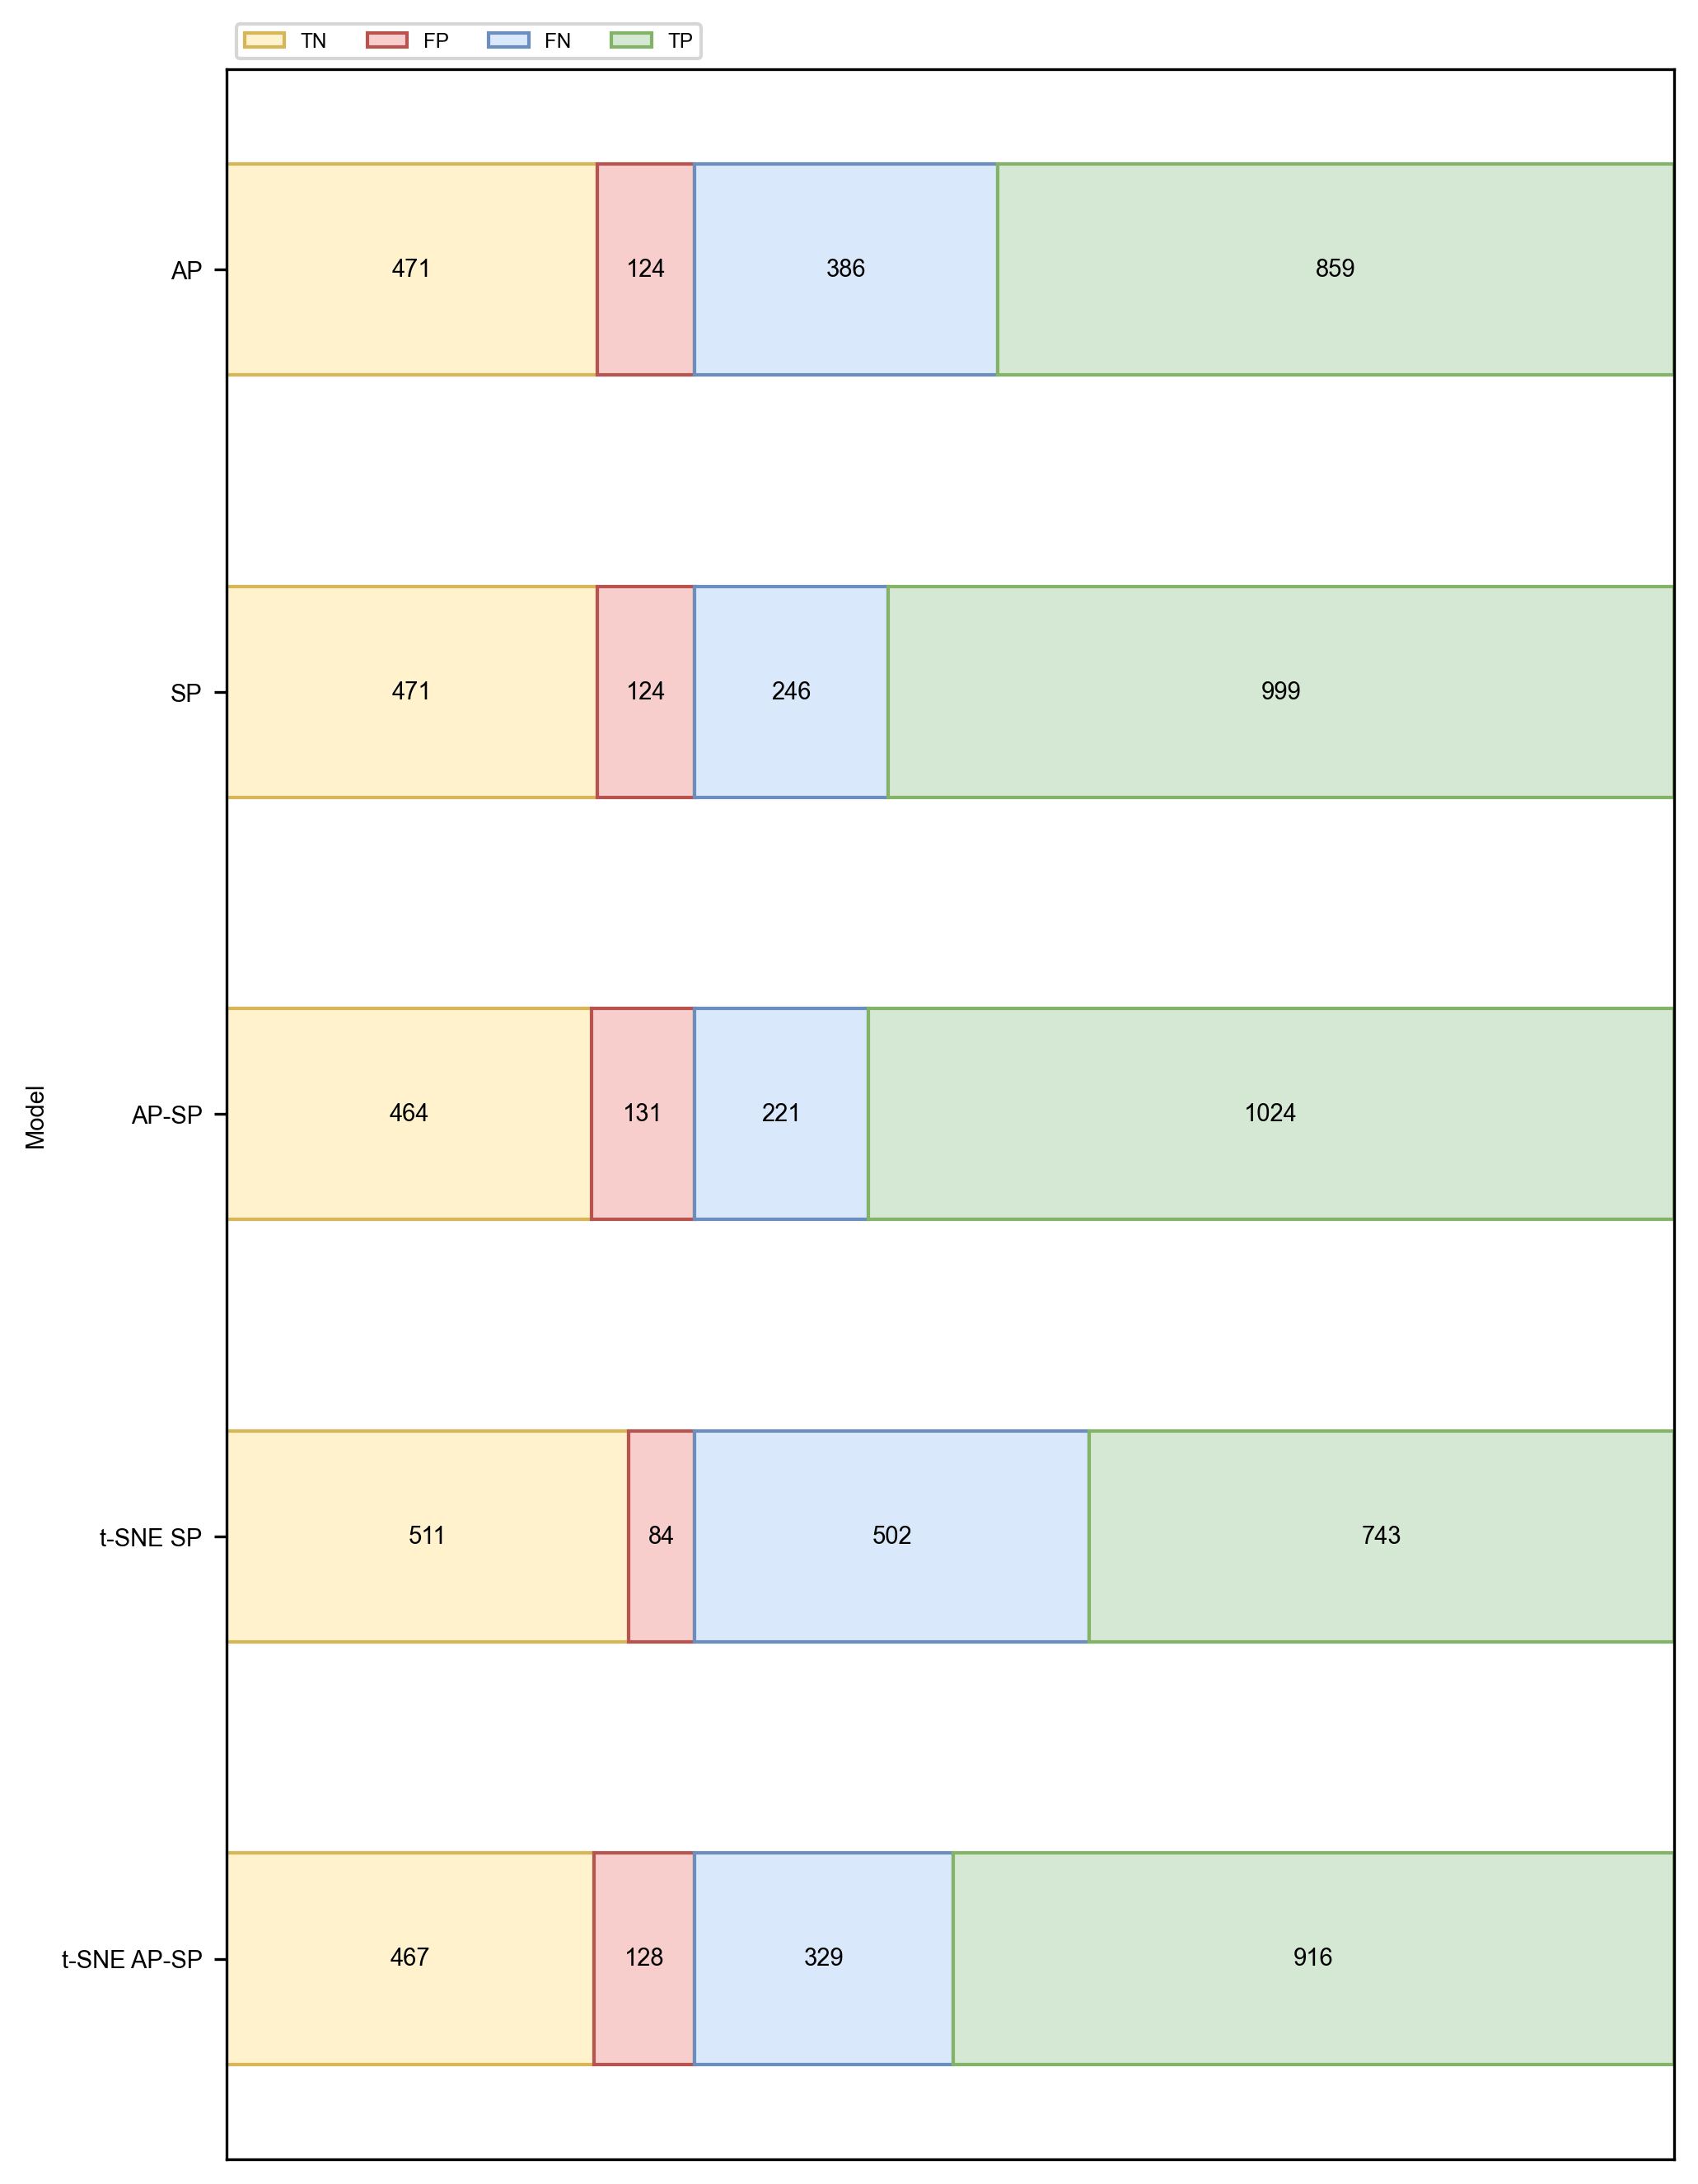 TN FP FN TP
AP 471 124 386 859
SP 471 124 246 999
Model
AP-SP 464 131 221 1024
t-SNE SP 511 84 502 743
t-SNE AP-SP 467 128 329 916